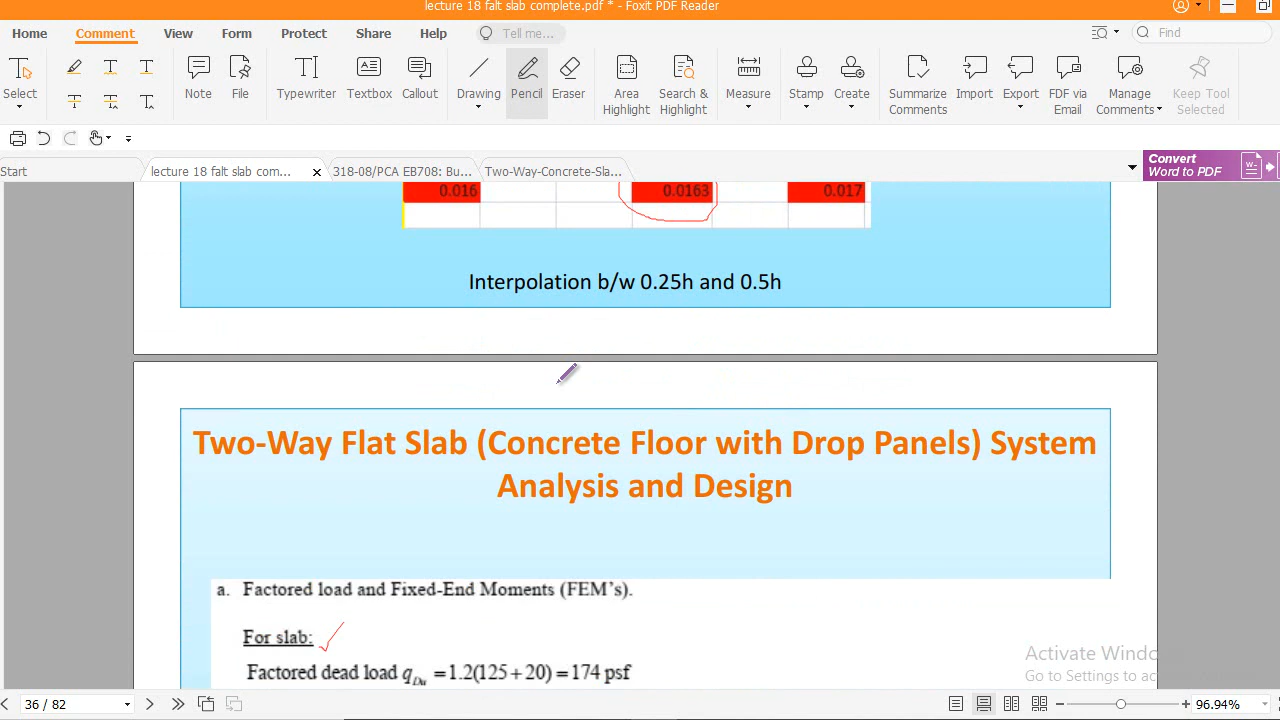 lecture 18 falt slab complete.pdf * - Foxit PDF Reader
Home Comment View Form Protect Share Help Tell me... Find
Select Note File Typewriter Textbox Callout Drawing Pencil Eraser Area Highlight Search & Highlight Measure Stamp Create Summarize Comments Import Export FDF via Email Manage Comments Keep Tool Selected
Start lecture 18 falt slab com... 318-08/PCA EB708: Bu... Two-Way-Concrete-Sla... Convert Word to PDF
0.016 0.0163 0.017
Interpolation b/w 0.25h and 0.5h
Two-Way Flat Slab (Concrete Floor with Drop Panels) System
Analysis and Design
a. Factored load and Fixed-End Moments (FEM's).
For slab:
Factored dead load qDu = 1.2(125 + 20) = 174 psf
Activate Windo
Go to Settings to ac
36 / 82 96.94%